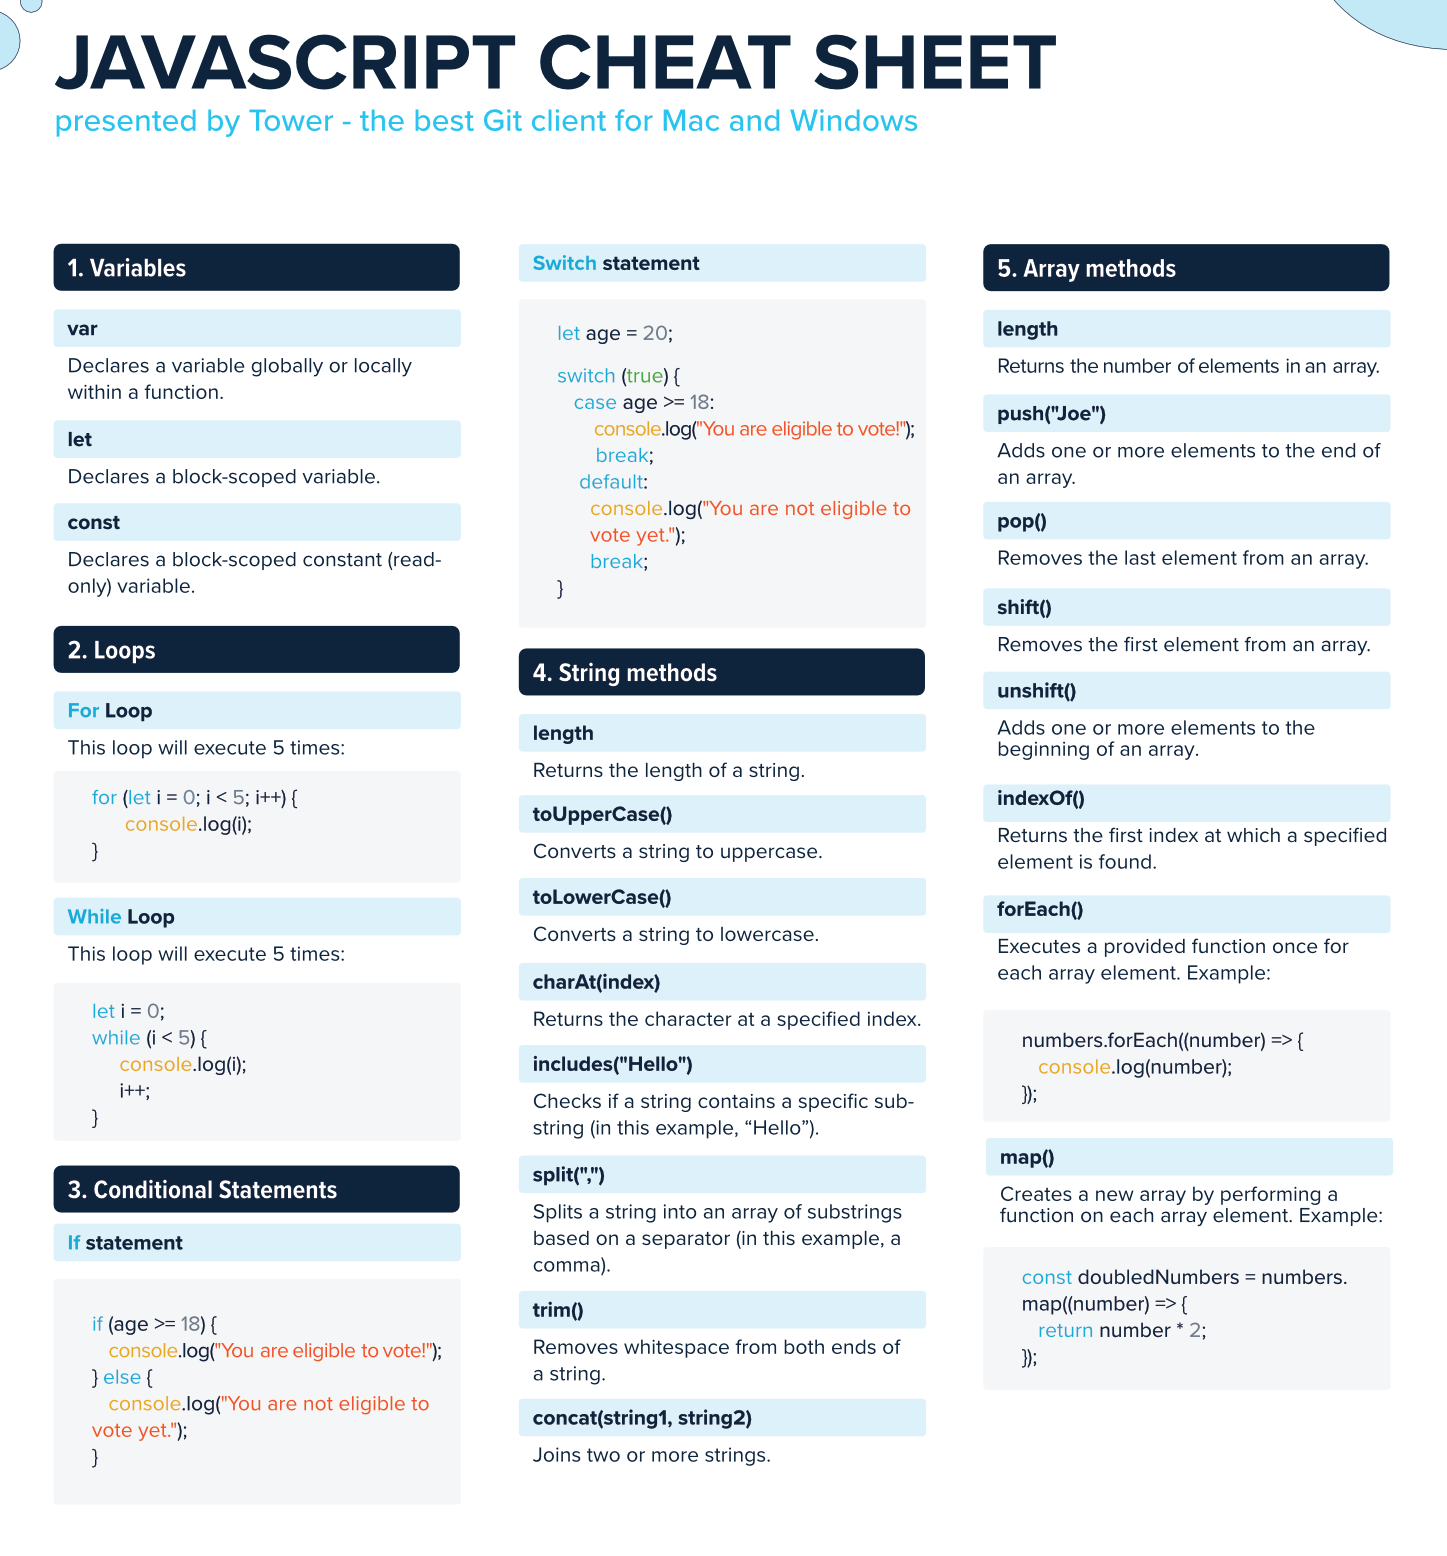 JAVASCRIPT CHEAT SHEET
presented by Tower - the best Git client for Mac and Windows
1. Variables
var
Declares a variable globally or locally
within a function.
let
Declares a block-scoped variable.
const
Declares a block-scoped constant (read-
only) variable.
2. Loops
For Loop
This loop will execute 5 times:
for (let i = 0; i < 5; i++) {
console.log(i);
}
While Loop
This loop will execute 5 times:
let i = 0;
while (i < 5) {
console.log(i);
i++;
}
3. Conditional Statements
If statement
if (age >= 18) {
console.log("You are eligible to vote!");
} else {
console.log("You are not eligible to
vote yet.");
}
Switch statement
let age = 20;
switch (true) {
case age >= 18:
console.log("You are eligible to vote!");
break;
default:
console.log("You are not eligible to
vote yet.");
break;
}
4. String methods
length
Returns the length of a string.
toUpperCase()
Converts a string to uppercase.
toLowerCase()
Converts a string to lowercase.
charAt(index)
Returns the character at a specified index.
includes("Hello")
Checks if a string contains a specific sub-
string (in this example, “Hello”).
split(",")
Splits a string into an array of substrings
based on a separator (in this example, a
comma).
trim()
Removes whitespace from both ends of
a string.
concat(string1, string2)
Joins two or more strings.
5. Array methods
length
Returns the number of elements in an array.
push("Joe")
Adds one or more elements to the end of
an array.
pop()
Removes the last element from an array.
shift()
Removes the first element from an array.
unshift()
Adds one or more elements to the
beginning of an array.
indexOf()
Returns the first index at which a specified
element is found.
forEach()
Executes a provided function once for
each array element. Example:
numbers.forEach((number) => {
console.log(number);
});
map()
Creates a new array by performing a
function on each array element. Example:
const doubledNumbers = numbers.
map((number) => {
return number * 2;
});